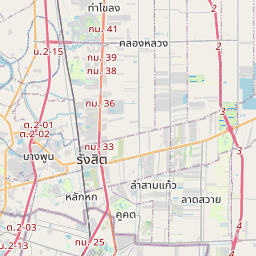 ท่าโขลง
กม. 41
คลองหลวง
2
น.2-15
กม. 39
กม. 38
2
กม. 36
3
ต.2-01
ต.2-02
กม. 33
บางพูน
รังสิต
3
ลำสามแก้ว
หลักหก
ลาดสวาย
คูคต
ต.2-03
น.2-13
กม. 25
3